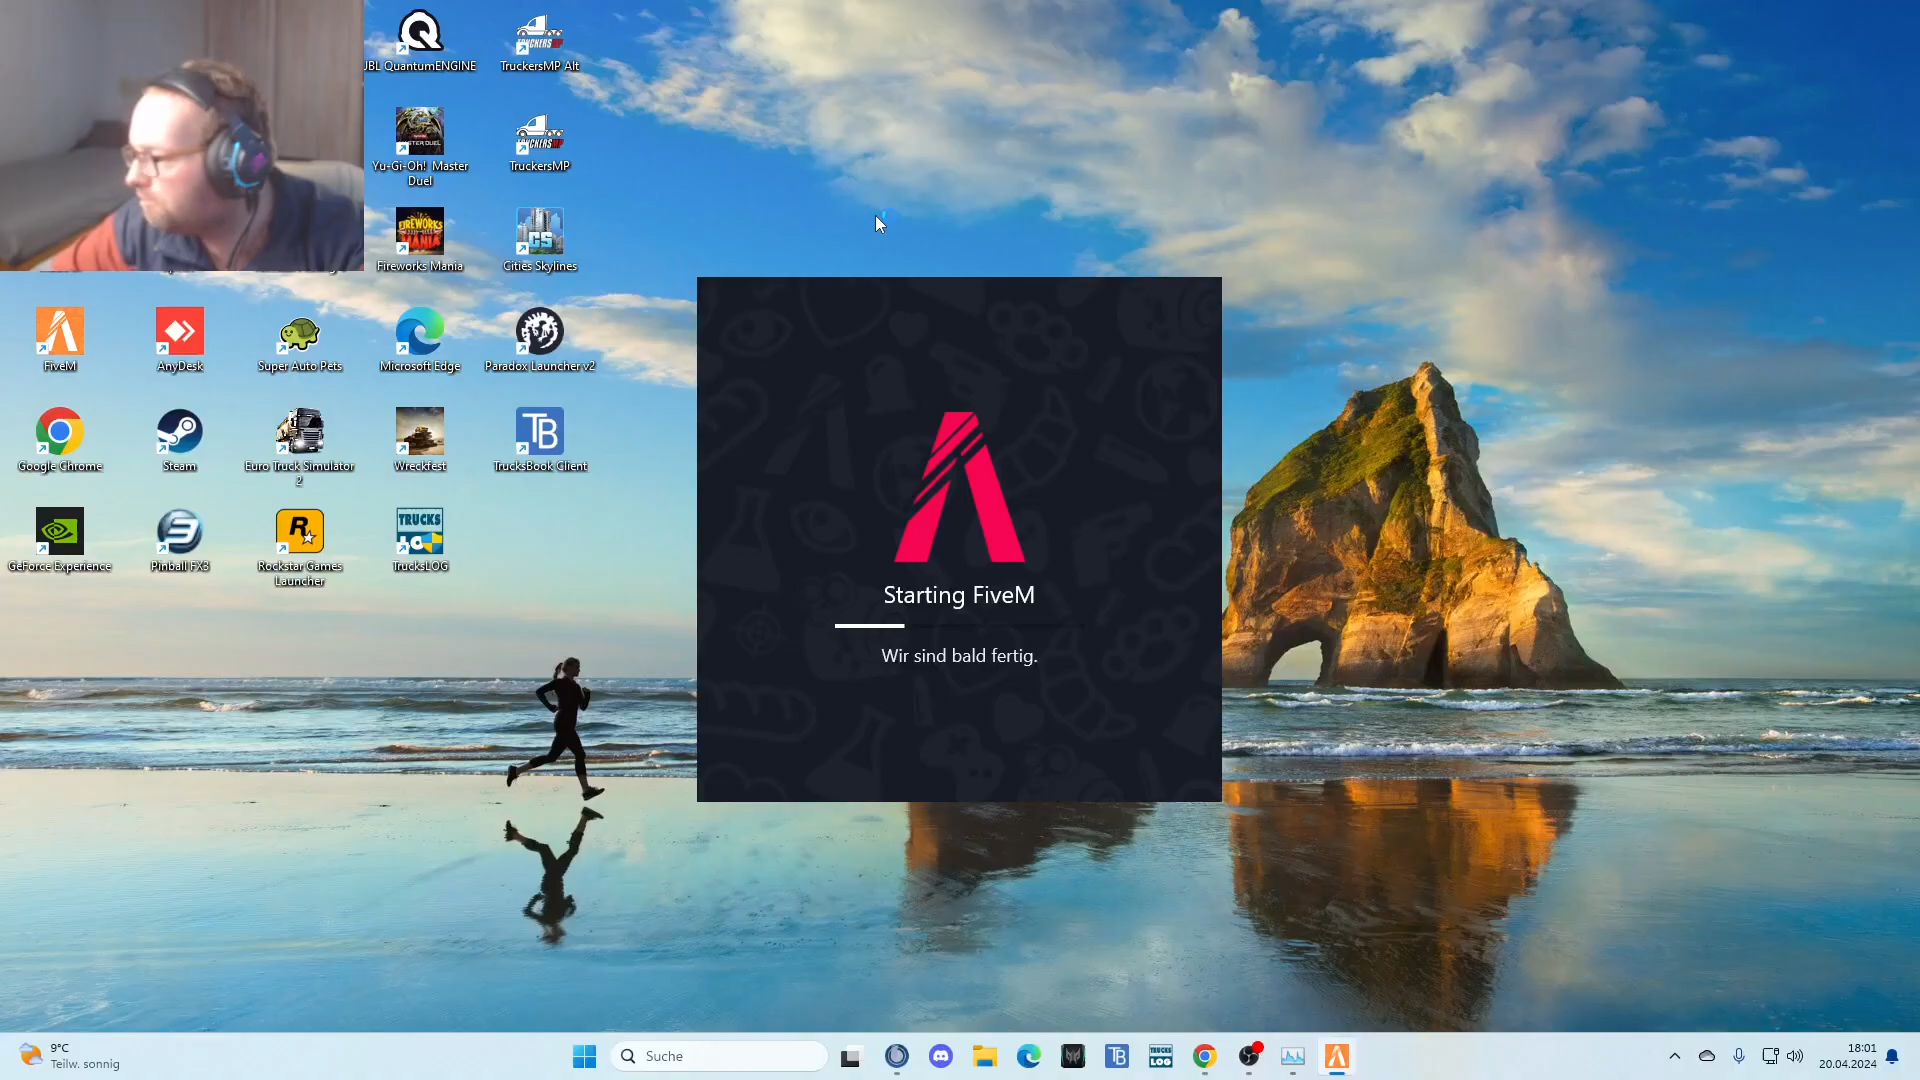 JBL QuantumENGINE
TruckersMP Alt
Yu-Gi-Oh! Master
Duel
TruckersMP
Fireworks Mania
Cities Skylines
FiveM
AnyDesk
Super Auto Pets
Microsoft Edge
Paradox Launcher v2
Google Chrome
Steam
Euro Truck Simulator
2
Wreckfest
TrucksBook Client
GeForce Experience
Pinball FX3
Rockstar Games
Launcher
TrucksLOG
Starting FiveM
Wir sind bald fertig.
9°C
Teilw. sonnig
Suche
18:01
20.04.2024